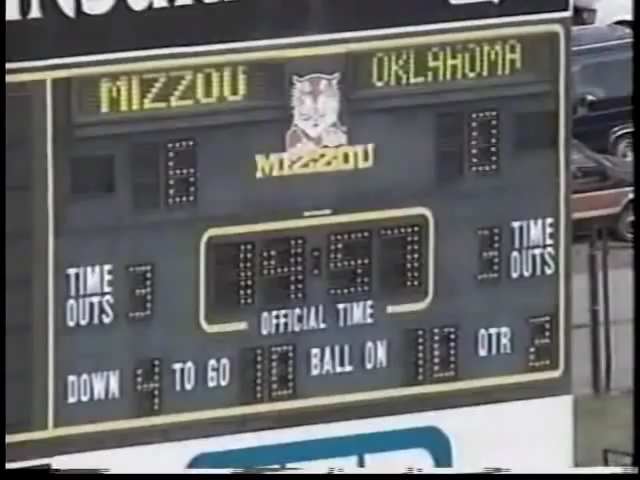 MIZZOU OKLAHOMA
6 0
MIZZOU
14:57
TIME OUTS 3
3 TIME OUTS
OFFICIAL TIME
DOWN 4 TO GO 10 BALL ON 10 QTR 2